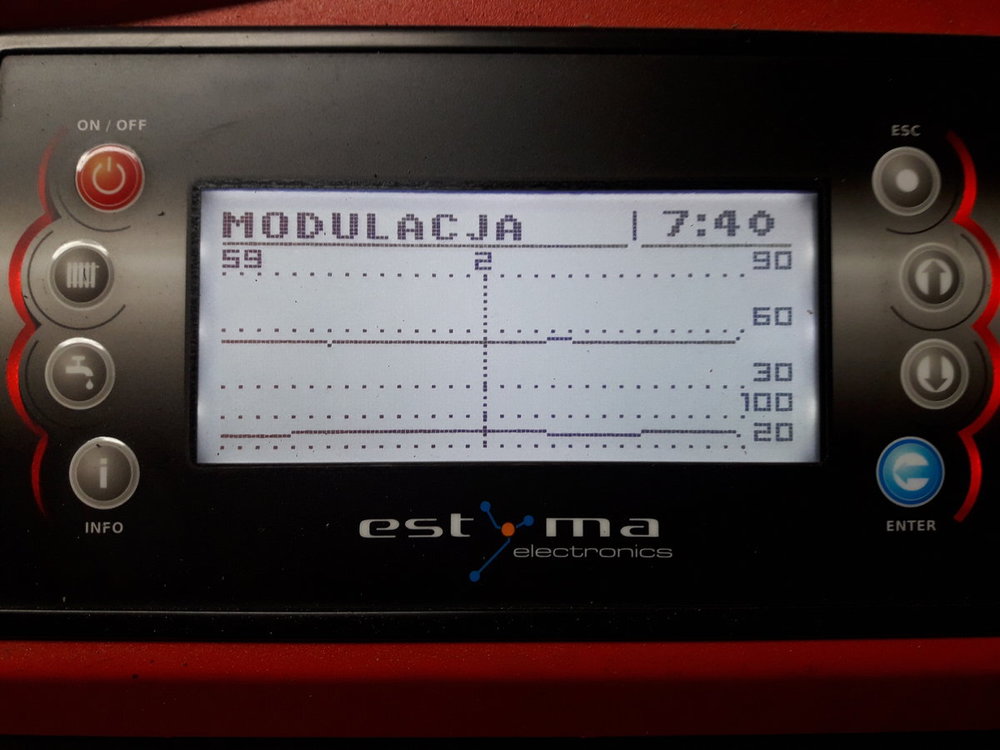 ON / OFF
ESC
MODULACJA | 7:40
59 2 90
60
30
100
20
i
INFO
ENTER
estyma
electronics